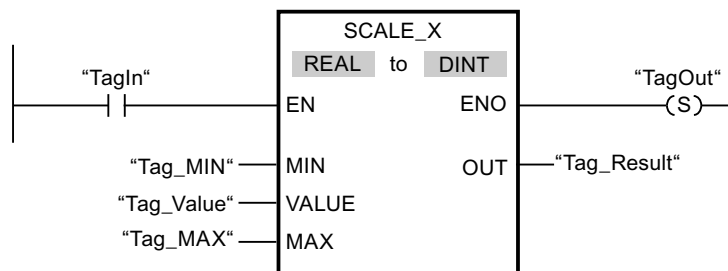 SCALE_X
REAL to DINT
“TagIn“
“TagOut“
EN
ENO
S
“Tag_MIN“
MIN
OUT
“Tag_Result“
“Tag_Value“
VALUE
“Tag_MAX“
MAX